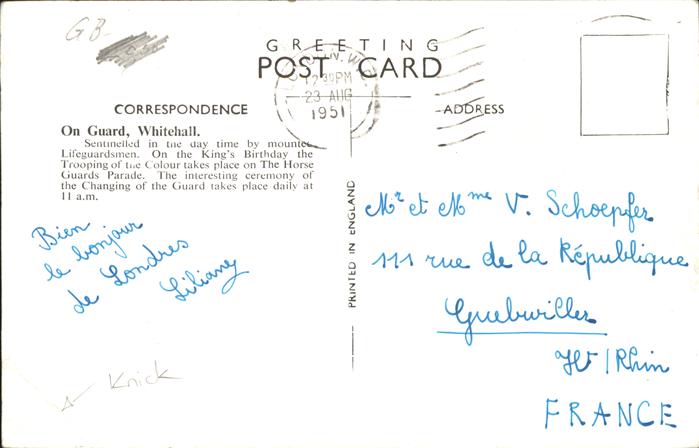 GB-
GREETING
POST CARD
LONDON. W.
12 30 PM
23 AUG
1951
CORRESPONDENCE
ADDRESS
On Guard, Whitehall.
Sentinelled in the day time by mounted
Lifeguardsmen. On the King's Birthday the
Trooping of the Colour takes place on The Horse
Guards Parade. The interesting ceremony of
the Changing of the Guard takes place daily at
11 a.m.
Bien
le bonjour
de Londres
Liliane
Knick
PRINTED IN ENGLAND
Mr et Mme V. Schoepfer
111 rue de la République
Guebwiller
Ht / Rhin
FRANCE